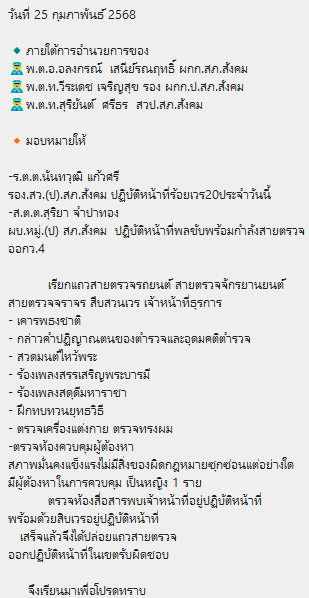 วันที่ 25 กุมภาพันธ์ 2568
🔹ภายใต้การอำนวยการของ
👮พ.ต.อ.อลงกรณ์  เสนีย์รณฤทธิ์ ผกก.สภ.สังคม
👮พ.ต.ท.วีระเดช เจริญสุข รอง ผกก.ป.สภ.สังคม
👮พ.ต.ท.สุริยันต์  ศรีธร  สวป.สภ.สังคม
🔸มอบหมายให้
-ร.ต.ต.นันทวุฒิ แก้วศรี
รอง.สว.(ป).สภ.สังคม ปฏิบัติหน้าที่ร้อยเวร20ประจำวันนี้
-ส.ต.ต.สุริยา จำปาทอง
ผบ.หมู่.(ป) สภ.สังคม  ปฏิบัติหน้าที่พลขับพร้อมกำลังสายตรวจ
ออกว.4
เรียกแถวสายตรวจรถยนต์ สายตรวจจักรยานยนต์
สายตรวจจราจร สืบสวนเวร เจ้าหน้าที่ธุรการ
- เคารพธงชาติ
- กล่าวคำปฏิญาณตนของตำรวจและอุดมคติตำรวจ
- สวดมนต์ไหว้พระ
- ร้องเพลงสรรเสริญพระบารมี
- ร้องเพลงสดุดีมหาราชา
- ฝึกทบทวนยุทธวิธี
- ตรวจเครื่องแต่งกาย ตรวจทรงผม
-ตรวจห้องควบคุมผู้ต้องหา
สภาพมั่นคงแข็งแรงไม่มีสิ่งของผิดกฎหมายซุกซ่อนแต่อย่างใด
มีผู้ต้องหาในการควบคุม เป็นหญิง 1 ราย
ตรวจห้องสื่อสารพบเจ้าหน้าที่อยู่ปฏิบัติหน้าที่
พร้อมด้วยสิบเวรอยู่ปฏิบัติหน้าที่
เสร็จแล้วจึงได้ปล่อยแถวสายตรวจ
ออกปฏิบัติหน้าที่ในเขตรับผิดชอบ
จึงเรียนมาเพื่อโปรดทราบ